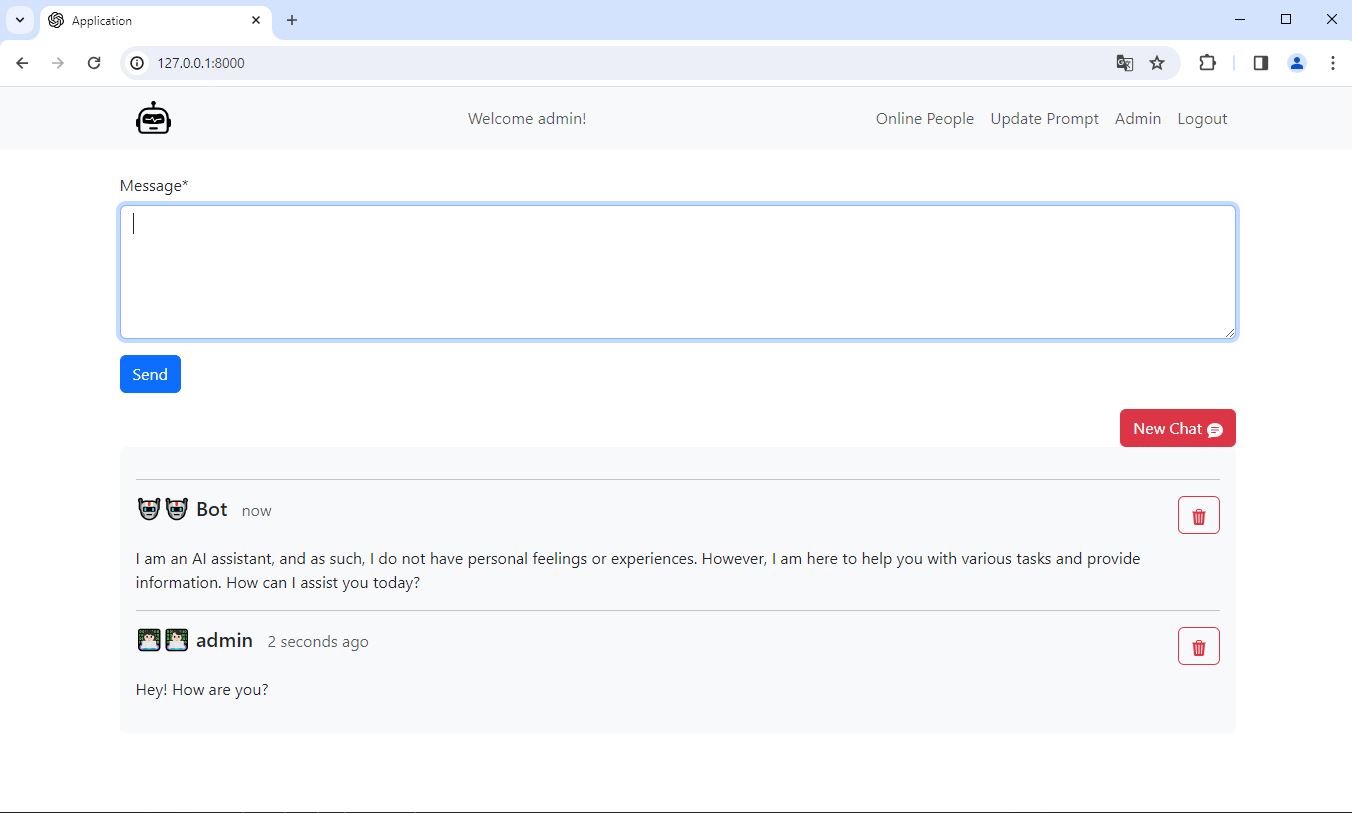 Application
127.0.0.1:8000
Welcome admin!
Online People Update Prompt Admin Logout
Message*
Send
New Chat
Bot now
I am an AI assistant, and as such, I do not have personal feelings or experiences. However, I am here to help you with various tasks and provide
information. How can I assist you today?
admin 2 seconds ago
Hey! How are you?